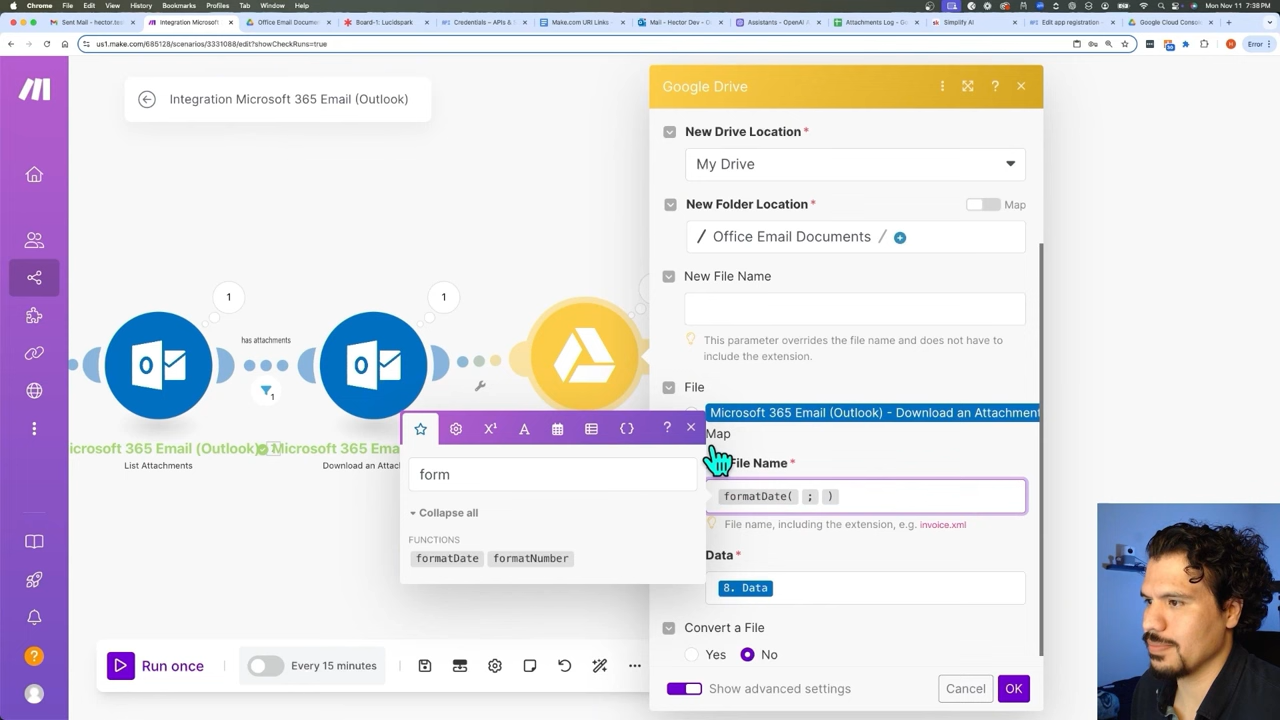 Chrome File Edit View History Bookmarks Profiles Tab Window Help
Mon Nov 11 7:38 PM
Sent Mail - hector.tes
Integration Microsoft
Office Email Document
Board-1: Lucidspark
Credentials – APIs & S
Make.com URI Links -
Mail - Hector Dev - O
Assistants - OpenAI A
Attachments Log - Goo
Simplify AI
Edit app registration -
Google Cloud Conso
us1.make.com/685128/scenarios/3331088/edit?showCheckRuns=true
Error
Integration Microsoft 365 Email (Outlook)
Google Drive
New Drive Location *
My Drive
New Folder Location *
Map
/ Office Email Documents /
New File Name
This parameter overrides the file name and does not have to
include the extension.
File
Microsoft 365 Email (Outlook) - Download an Attachment
Map
File Name *
formatDate( ; )
File name, including the extension, e.g. invoice.xml
Data *
8. Data
Convert a File
Yes
No
Show advanced settings
Cancel
OK
1
1
has attachments
1
icrosoft 365 Email (Outlook)
List Attachments
Download an Attac
form
Collapse all
FUNCTIONS
formatDate formatNumber
Run once
Every 15 minutes